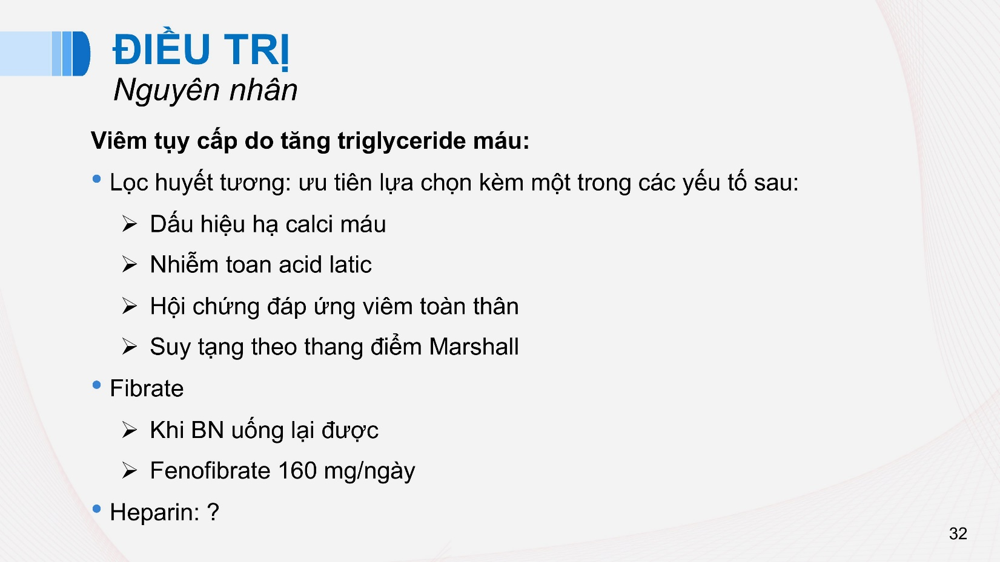 ĐIỀU TRỊ
Nguyên nhân
Viêm tụy cấp do tăng triglyceride máu:
• Lọc huyết tương: ưu tiên lựa chọn kèm một trong các yếu tố sau:
➢ Dấu hiệu hạ calci máu
➢ Nhiễm toan acid latic
➢ Hội chứng đáp ứng viêm toàn thân
➢ Suy tạng theo thang điểm Marshall
• Fibrate
➢ Khi BN uống lại được
➢ Fenofibrate 160 mg/ngày
• Heparin: ?
32